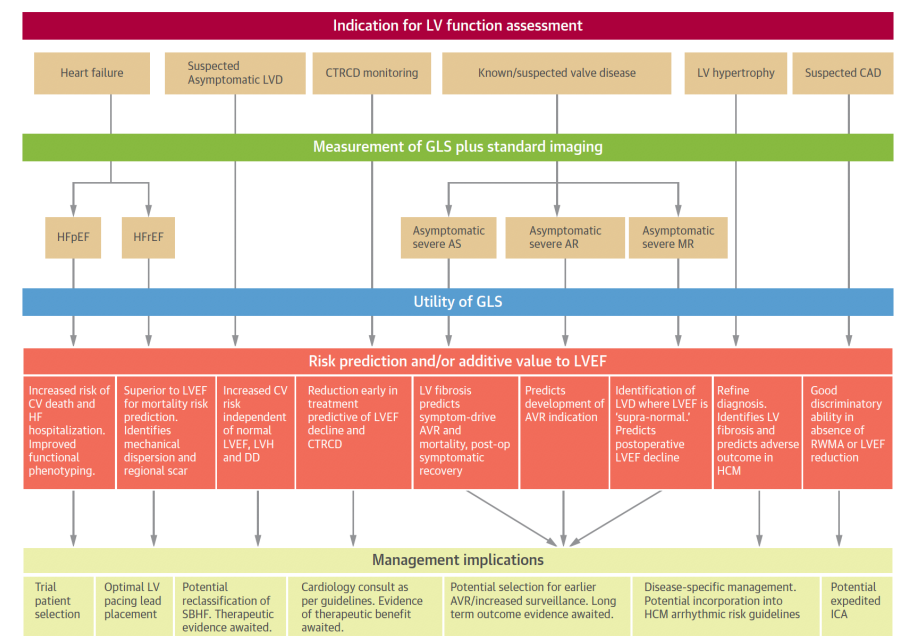 Indication for LV function assessment
Heart failure
Suspected
Asymptomatic LVD
CTRCD monitoring
Known/suspected valve disease
LV hypertrophy
Suspected CAD
Measurement of GLS plus standard imaging
HFpEF
HFrEF
Asymptomatic
severe AS
Asymptomatic
severe AR
Asymptomatic
severe MR
Utility of GLS
Risk prediction and/or additive value to LVEF
Increased risk of
CV death and
HF
hospitalization.
Improved
functional
phenotyping.
Superior to LVEF
for mortality risk
prediction.
Identifies
mechanical
dispersion and
regional scar
Increased CV
risk
independent
of normal
LVEF, LVH
and DD
Reduction early in
treatment
predictive of LVEF
decline and
CTRCD
LV fibrosis
predicts
symptom-drive
AVR and
mortality, post-op
symptomatic
recovery
Predicts
development of
AVR indication
Identification of
LVD where LVEF is
‘supra-normal.’
Predicts
postoperative
LVEF decline
Refine
diagnosis.
Identifies LV
fibrosis and
predicts adverse
outcome in
HCM
Good
discriminatory
ability in
absence of
RWMA or LVEF
reduction
Management implications
Trial
patient
selection
Optimal LV
pacing lead
placement
Potential
reclassification
of SBHF. Therapeutic
evidence awaited.
Cardiology consult as
per guidelines. Evidence
of therapeutic benefit
awaited.
Potential selection for earlier
AVR/increased surveillance. Long
term outcome evidence awaited.
Disease-specific management.
Potential incorporation into
HCM arrhythmic risk guidelines
Potential
expedited
ICA